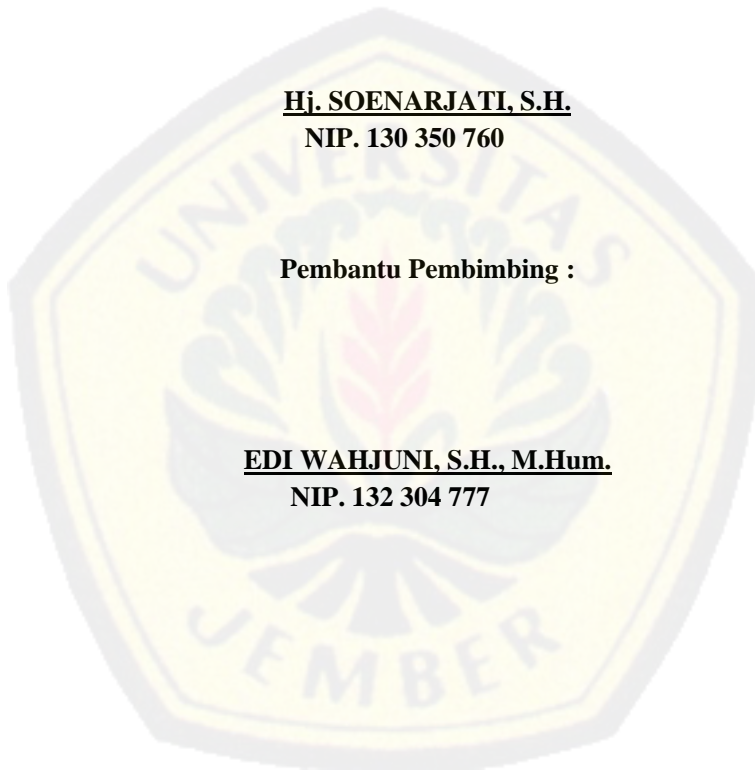 Hj. SOENARJATI, S.H.
NIP. 130 350 760
UNIVERSITAS
Pembantu Pembimbing :
EDI WAHJUNI, S.H., M.Hum.
NIP. 132 304 777
JEMBER